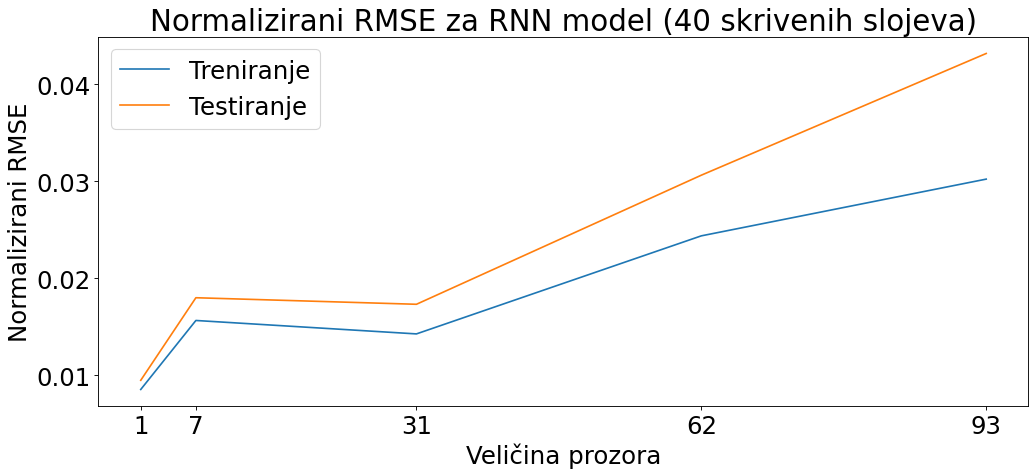 Normalizirani RMSE za RNN model (40 skrivenih slojeva)
Treniranje
Testiranje
Normalizirani RMSE
0.04
0.03
0.02
0.01
1 7 31 62 93
Veličina prozora